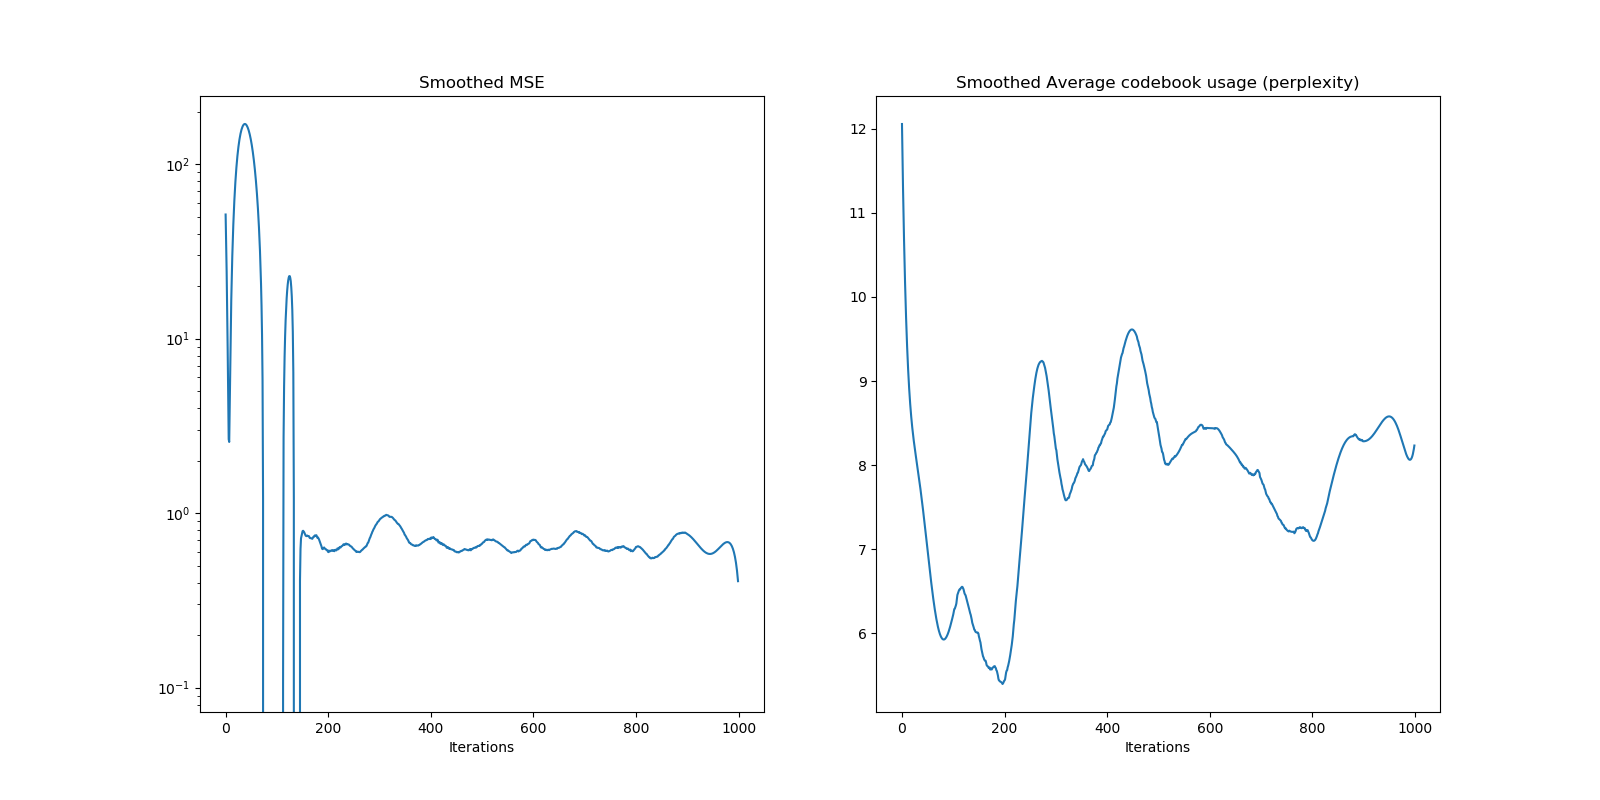 Smoothed MSE
10²
10¹
10⁰
10⁻¹
0 200 400 600 800 1000
Iterations
Smoothed Average codebook usage (perplexity)
12
11
10
9
8
7
6
0 200 400 600 800 1000
Iterations